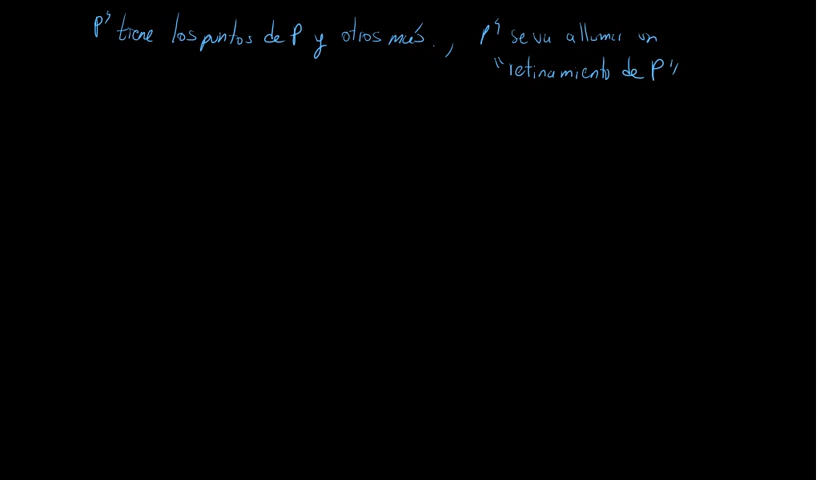 P' tiene los puntos de P y otros más., P' se va a llamar un
"refinamiento de P"